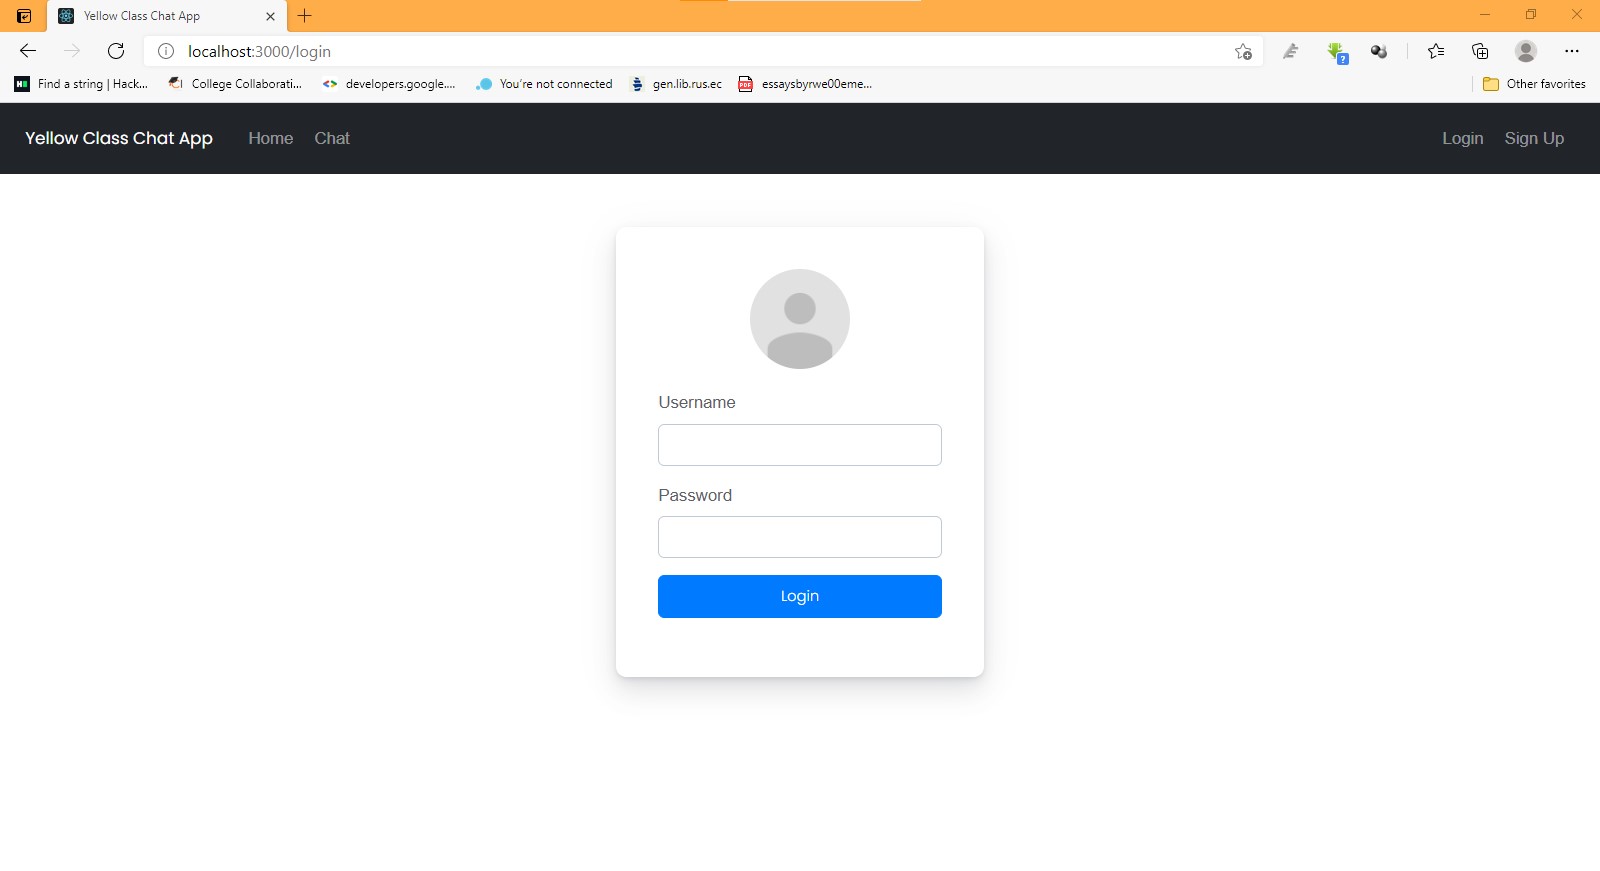 Yellow Class Chat App
localhost:3000/login
Find a string | Hack... College Collaborati... developers.google.... You're not connected gen.lib.rus.ec PDF essaysbyrwe00eme... Other favorites
Yellow Class Chat App Home Chat Login Sign Up
Username
Password
Login